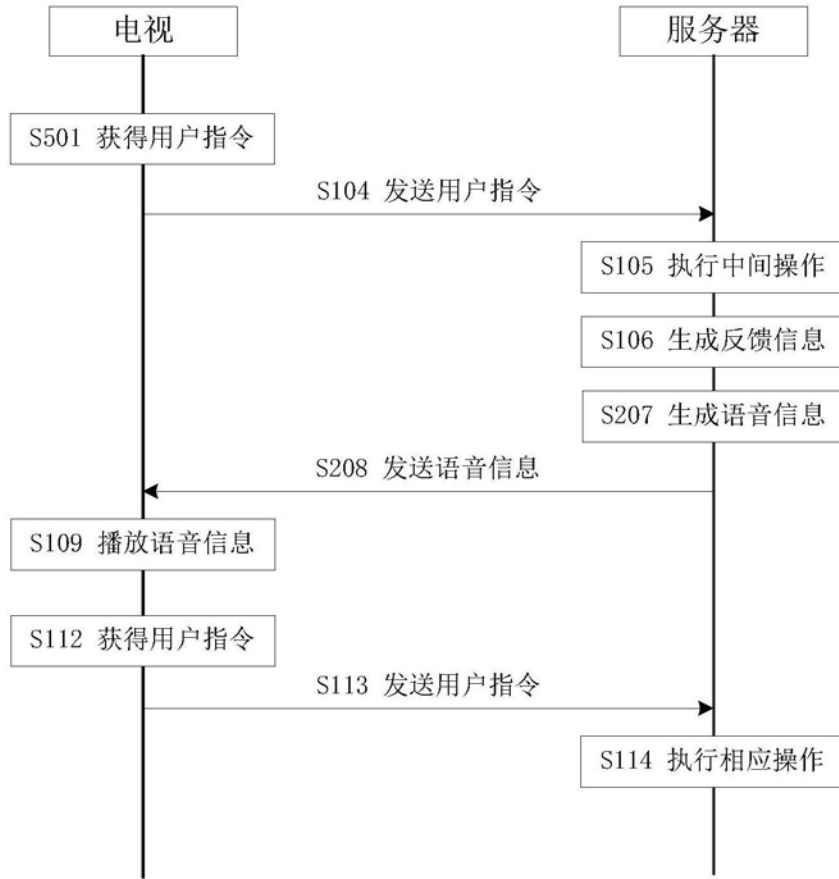 电视
服务器
S501 获得用户指令
S104 发送用户指令
S105 执行中间操作
S106 生成反馈信息
S207 生成语音信息
S208 发送语音信息
S109 播放语音信息
S112 获得用户指令
S113 发送用户指令
S114 执行相应操作